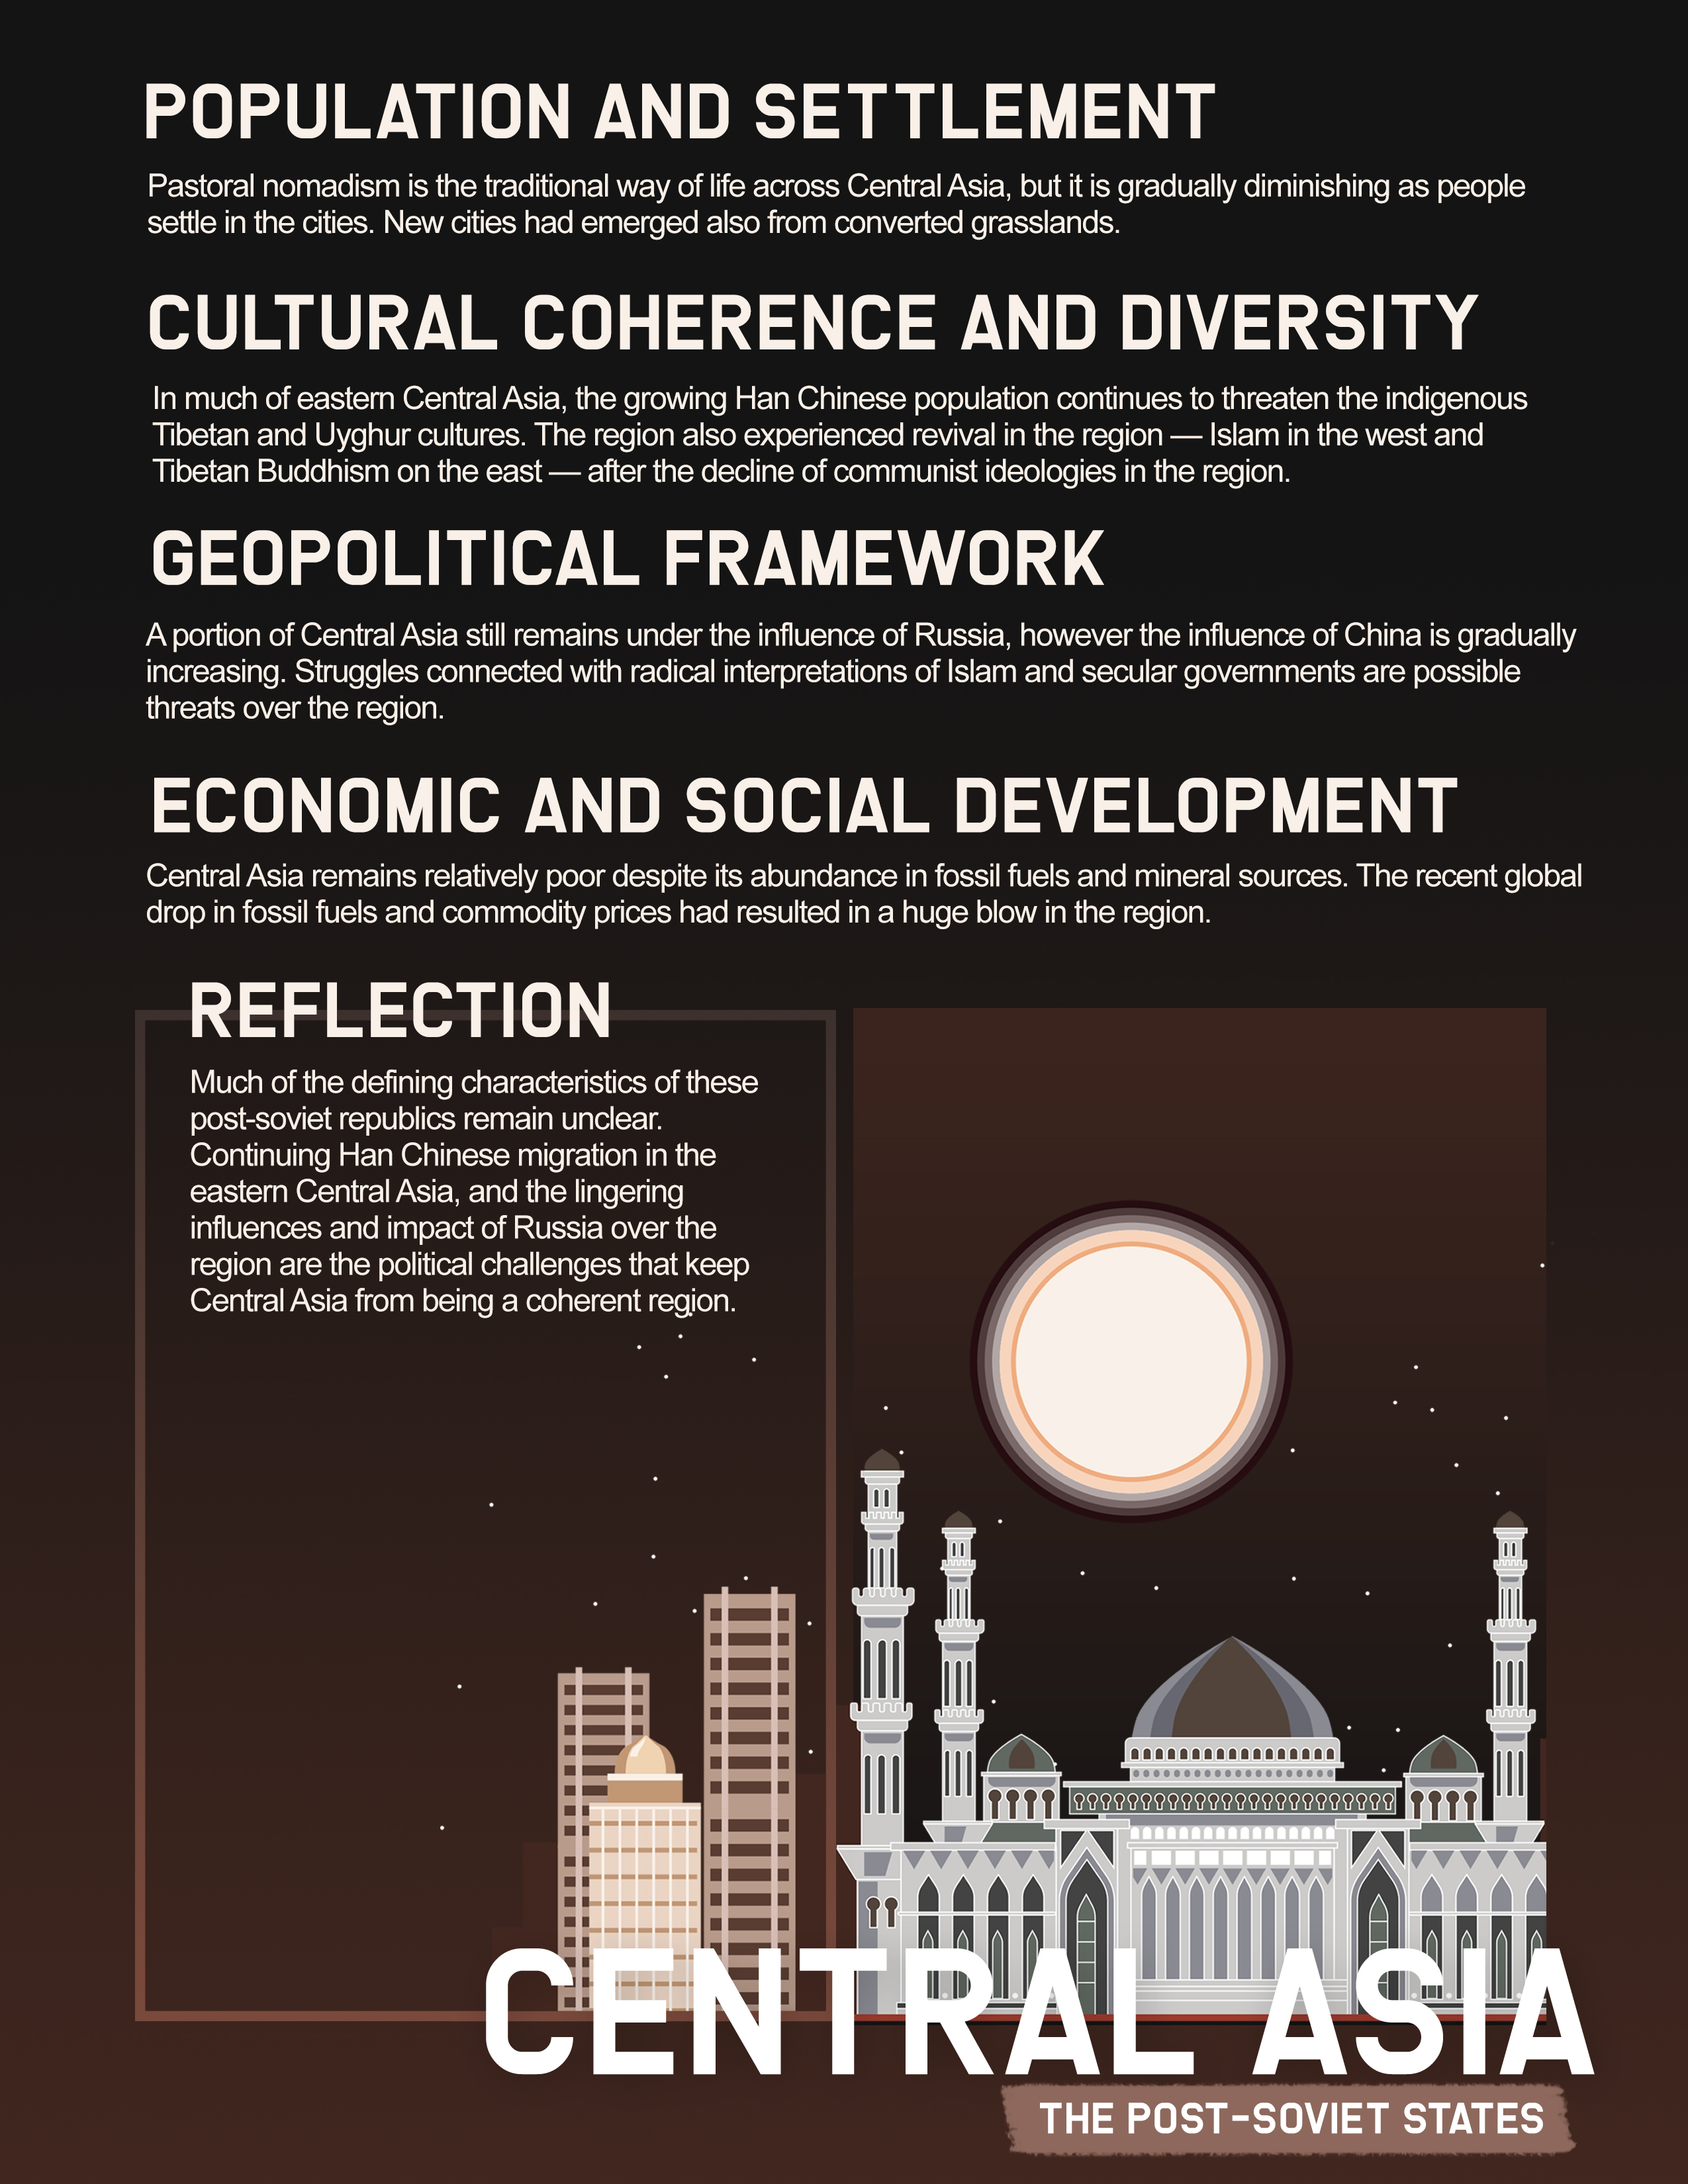 POPULATION AND SETTLEMENT
Pastoral nomadism is the traditional way of life across Central Asia, but it is gradually diminishing as people
settle in the cities. New cities had emerged also from converted grasslands.
CULTURAL COHERENCE AND DIVERSITY
In much of eastern Central Asia, the growing Han Chinese population continues to threaten the indigenous
Tibetan and Uyghur cultures. The region also experienced revival in the region — Islam in the west and
Tibetan Buddhism on the east — after the decline of communist ideologies in the region.
GEOPOLITICAL FRAMEWORK
A portion of Central Asia still remains under the influence of Russia, however the influence of China is gradually
increasing. Struggles connected with radical interpretations of Islam and secular governments are possible
threats over the region.
ECONOMIC AND SOCIAL DEVELOPMENT
Central Asia remains relatively poor despite its abundance in fossil fuels and mineral sources. The recent global
drop in fossil fuels and commodity prices had resulted in a huge blow in the region.
REFLECTION
Much of the defining characteristics of these
post-soviet republics remain unclear.
Continuing Han Chinese migration in the
eastern Central Asia, and the lingering
influences and impact of Russia over the
region are the political challenges that keep
Central Asia from being a coherent region.
CENTRAL ASIA
THE POST-SOVIET STATES